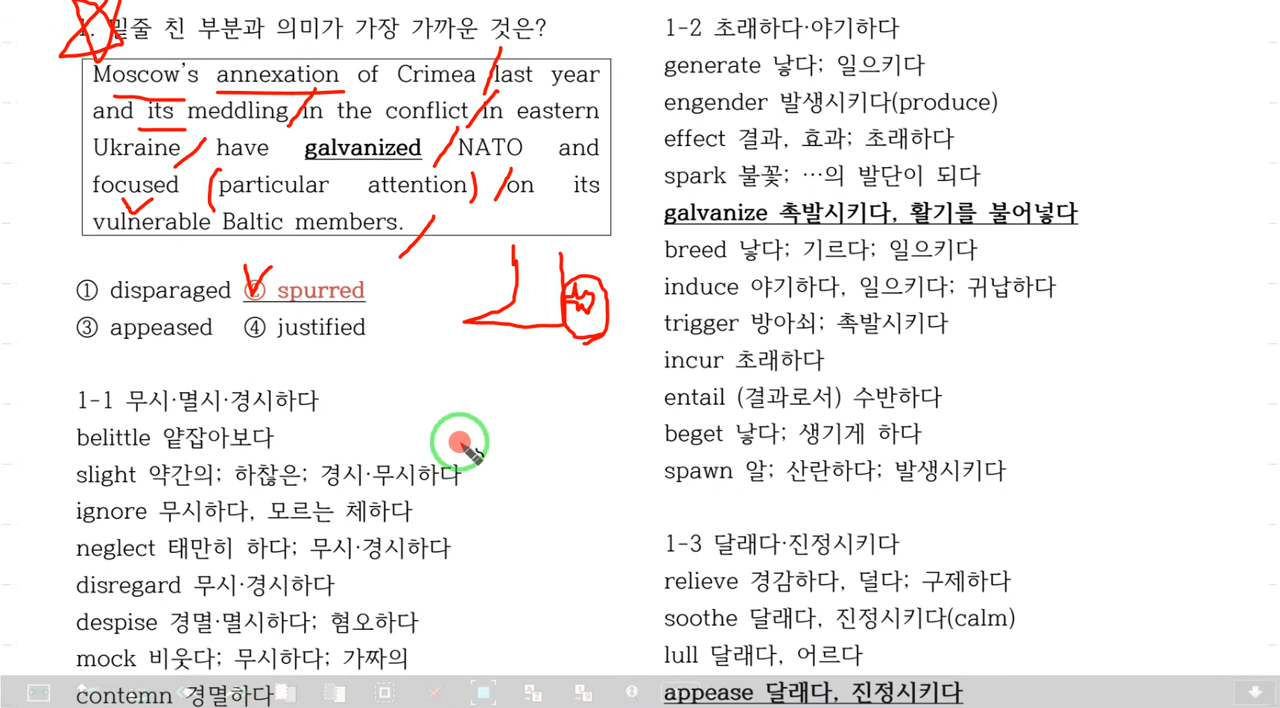 1. 밑줄 친 부분과 의미가 가장 가까운 것은?
Moscow's annexation of Crimea last year
and its meddling in the conflict in eastern
Ukraine have galvanized NATO and
focused (particular attention) on its
vulnerable Baltic members.
① disparaged ② spurred
③ appeased ④ justified
1-1 무시·멸시·경시하다
belittle 얕잡아보다
slight 약간의; 하찮은; 경시·무시하다
ignore 무시하다, 모르는 체하다
neglect 태만히 하다; 무시·경시하다
disregard 무시·경시하다
despise 경멸·멸시하다; 혐오하다
mock 비웃다; 무시하다; 가짜의
contemn 경멸하다
1-2 초래하다·야기하다
generate 낳다; 일으키다
engender 발생시키다(produce)
effect 결과, 효과; 초래하다
spark 불꽃; …의 발단이 되다
galvanize 촉발시키다, 활기를 불어넣다
breed 낳다; 기르다; 일으키다
induce 야기하다, 일으키다; 귀납하다
trigger 방아쇠; 촉발시키다
incur 초래하다
entail (결과로서) 수반하다
beget 낳다; 생기게 하다
spawn 알; 산란하다; 발생시키다
1-3 달래다·진정시키다
relieve 경감하다, 덜다; 구제하다
soothe 달래다, 진정시키다(calm)
lull 달래다, 어르다
appease 달래다, 진정시키다